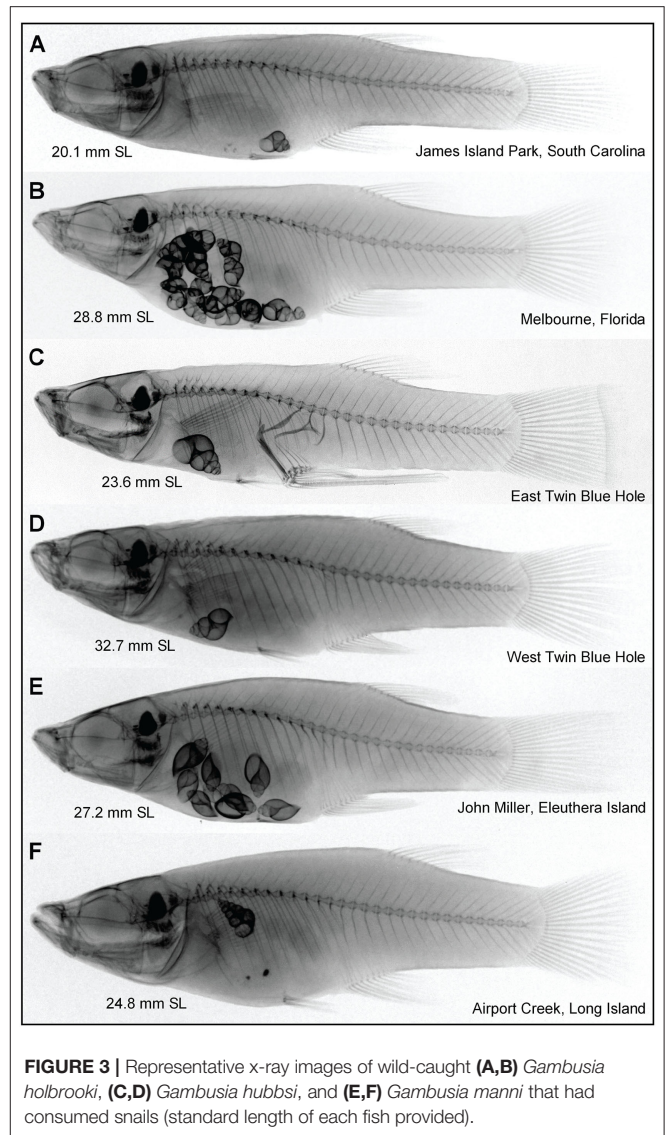 A
20.1 mm SL
James Island Park, South Carolina
B
28.8 mm SL
Melbourne, Florida
C
23.6 mm SL
East Twin Blue Hole
D
32.7 mm SL
West Twin Blue Hole
E
27.2 mm SL
John Miller, Eleuthera Island
F
24.8 mm SL
Airport Creek, Long Island
FIGURE 3 | Representative x-ray images of wild-caught (A,B) Gambusia
holbrooki, (C,D) Gambusia hubbsi, and (E,F) Gambusia manni that had
consumed snails (standard length of each fish provided).